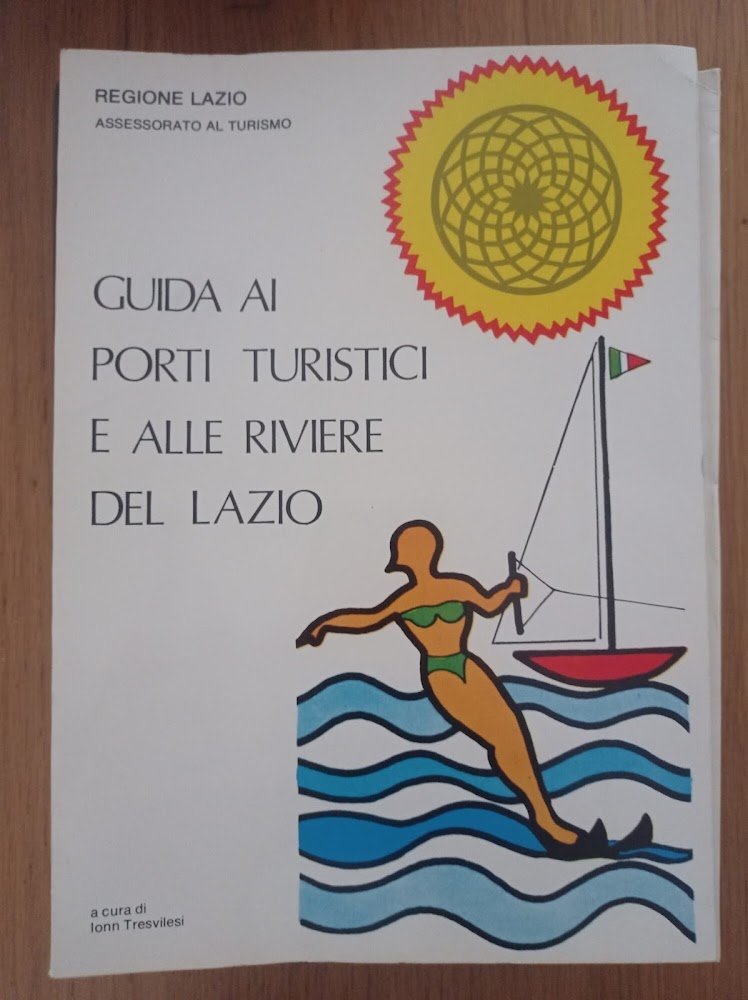 REGIONE LAZIO
ASSESSORATO AL TURISMO
GUIDA AI
PORTI TURISTICI
E ALLE RIVIERE
DEL LAZIO
a cura di
Ionn Tresvilesi